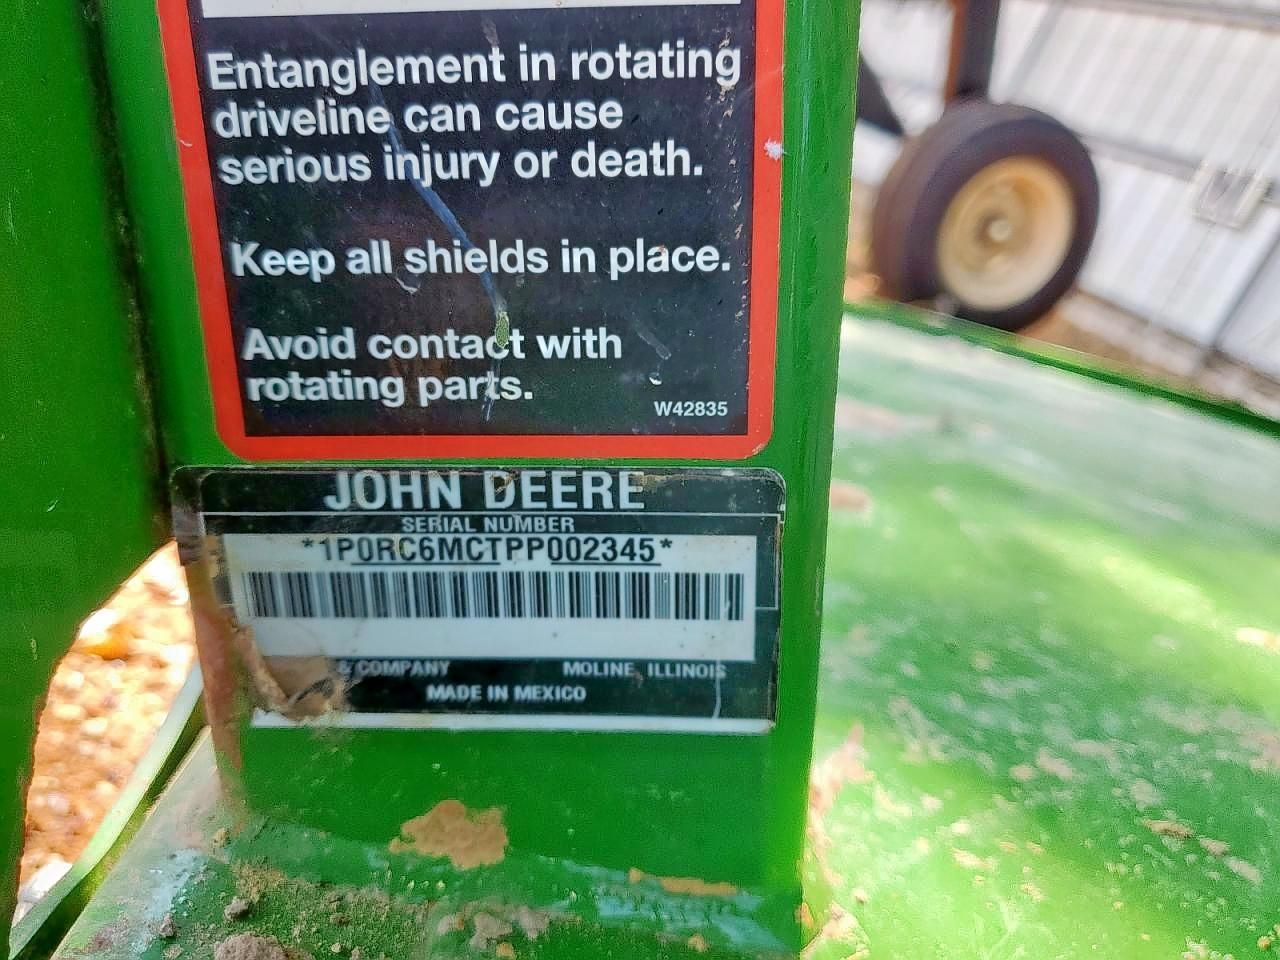 Entanglement in rotating
driveline can cause
serious injury or death.
Keep all shields in place.
Avoid contact with
rotating parts.
W42835
JOHN DEERE
SERIAL NUMBER
*1P0RC6MCTPP002345*
& COMPANY MOLINE, ILLINOIS
MADE IN MEXICO